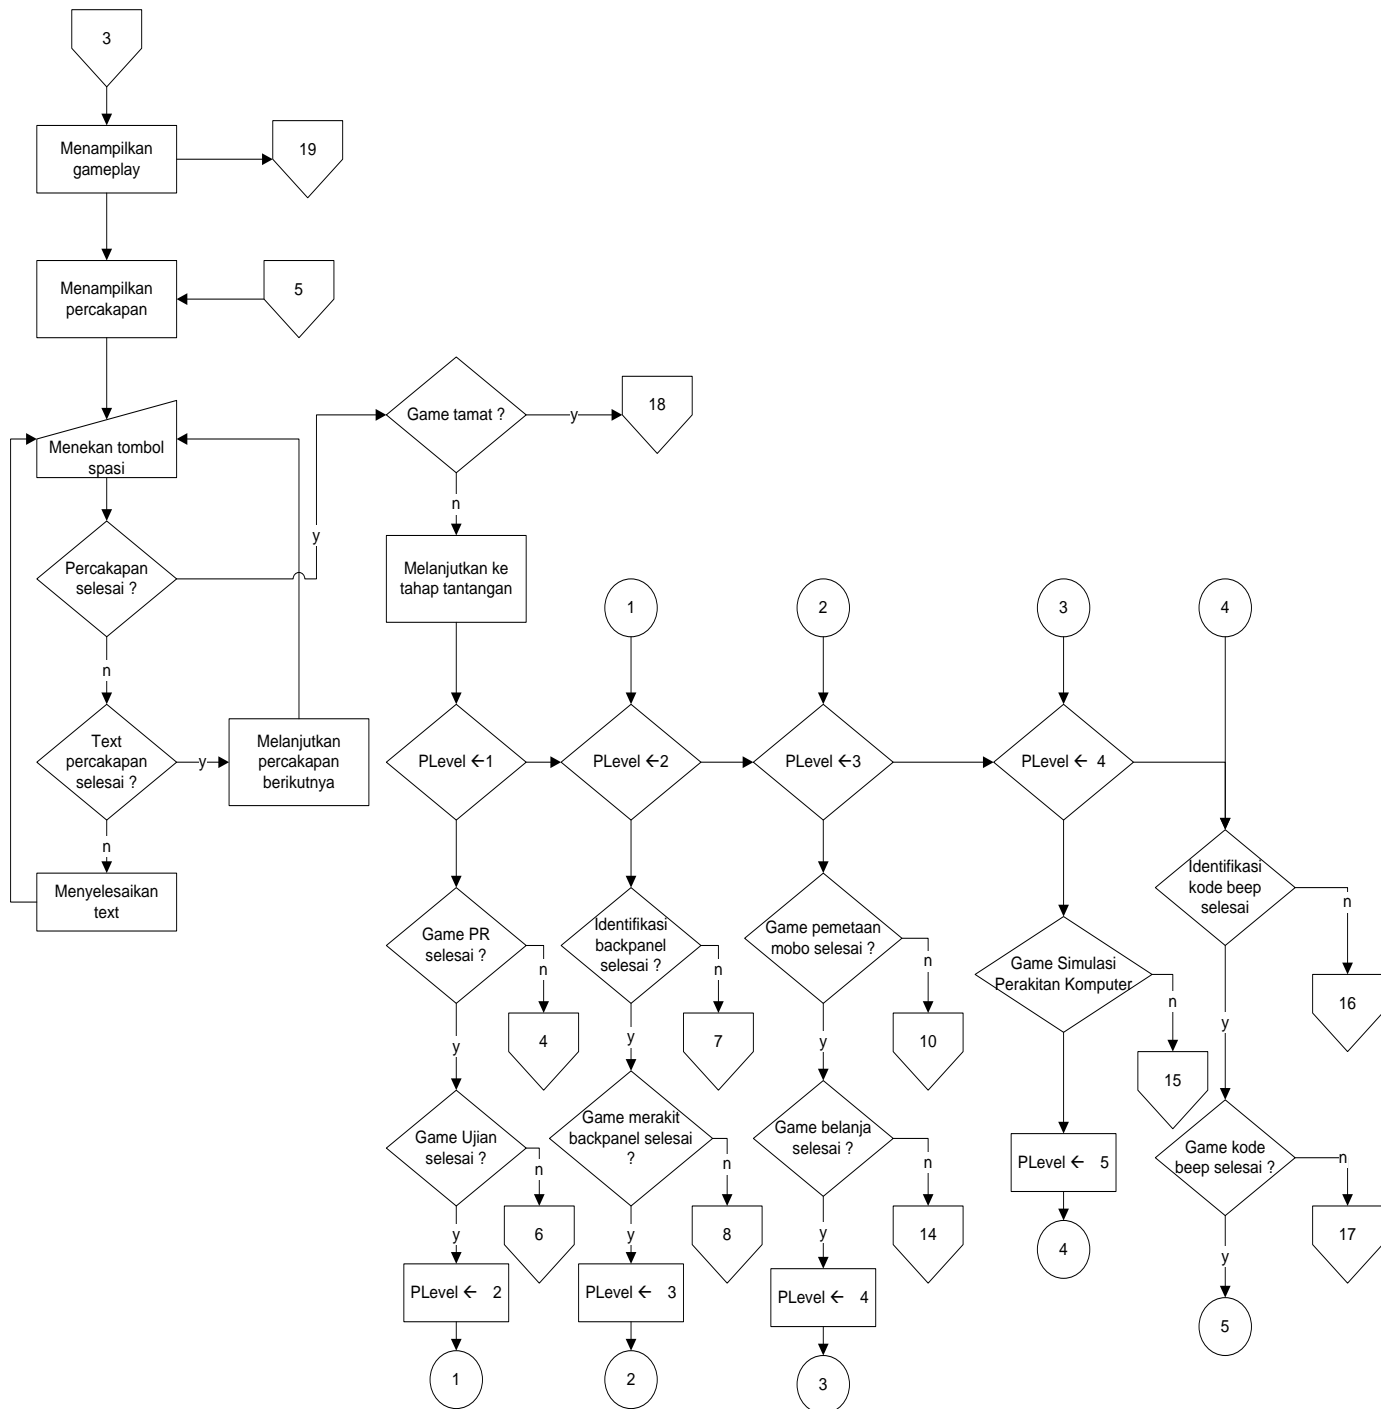 3
Menampilkan
gameplay
19
Menampilkan
percakapan
5
Menekan tombol
spasi
Percakapan
selesai ?
y
n
Text
percakapan
selesai ?
y
Melanjutkan
percakapan
berikutnya
n
Menyelesaikan
text
Game tamat ?
y
18
n
Melanjutkan ke
tahap tantangan
1
2
3
4
PLevel ←1
PLevel ←2
PLevel ←3
PLevel ← 4
Game PR
selesai ?
n
4
y
Game Ujian
selesai ?
n
6
y
PLevel ← 2
1
Identifikasi
backpanel
selesai ?
n
7
y
Game merakit
backpanel selesai
?
n
8
y
PLevel ← 3
2
Game pemetaan
mobo selesai ?
n
10
y
Game belanja
selesai ?
n
14
y
PLevel ← 4
3
Game Simulasi
Perakitan Komputer
n
15
PLevel ← 5
4
Identifikasi
kode beep
selesai
n
16
y
Game kode
beep selesai ?
n
17
y
5